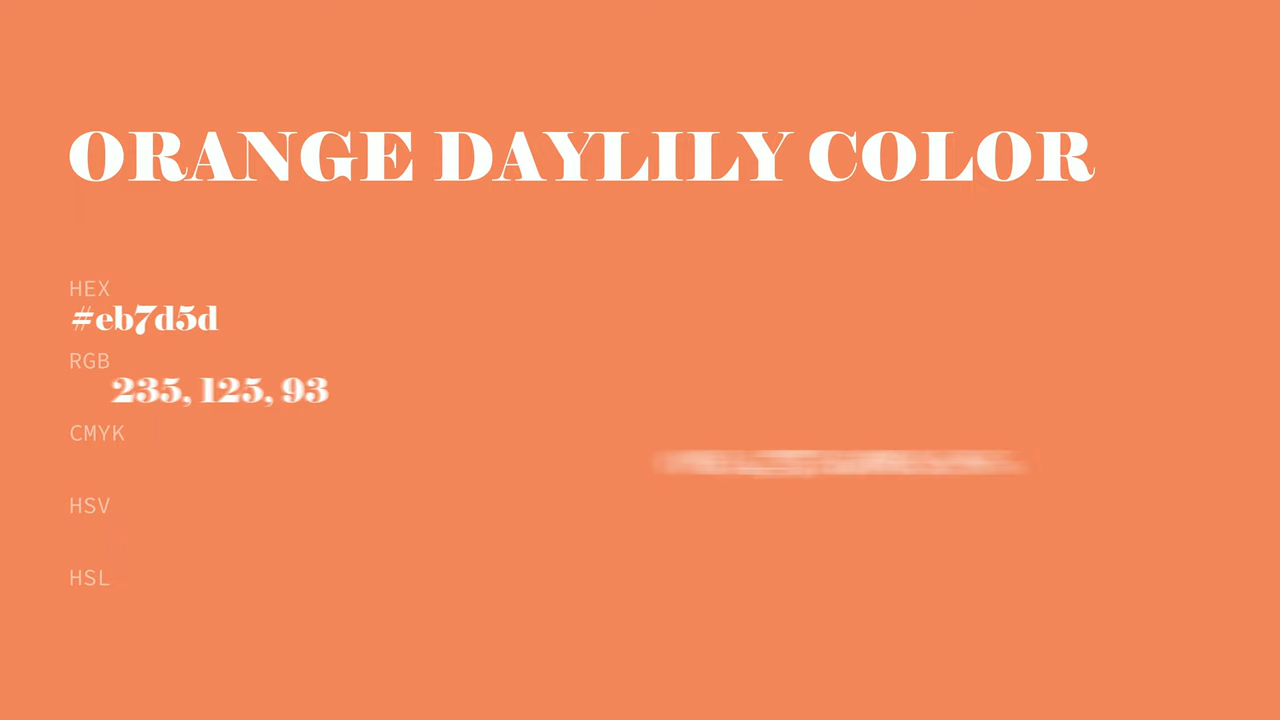 ORANGE DAYLILY COLOR
HEX
#eb7d5d
RGB
235, 125, 93
CMYK
HSV
HSL